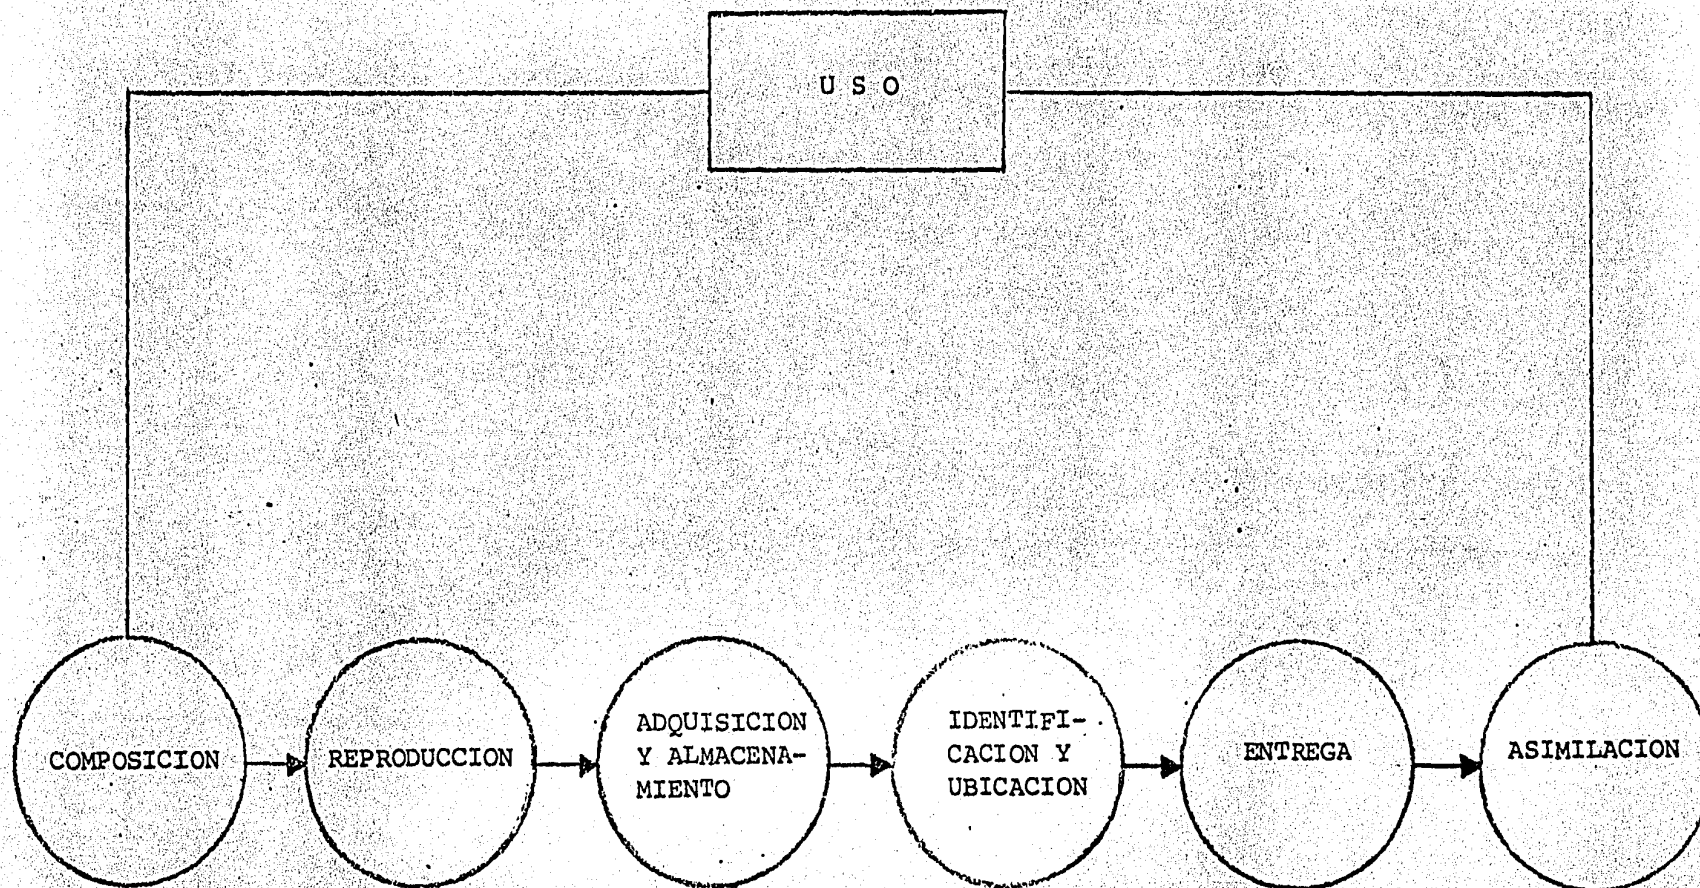 U S O
COMPOSICION
REPRODUCCION
ADQUISICION
Y ALMACENA-
MIENTO
IDENTIFI-
CACION Y
UBICACION
ENTREGA
ASIMILACION